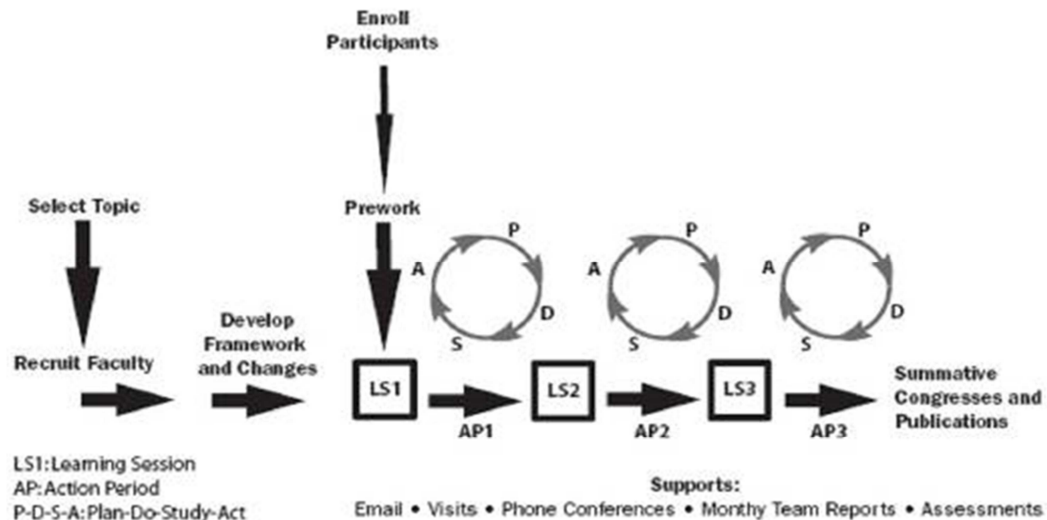 Enroll
Participants
Select Topic
Prework
P
A
D
S
P
A
D
S
P
A
D
S
Recruit Faculty
Develop
Framework
and Changes
LS1
LS2
LS3
AP1
AP2
AP3
Summative
Congresses and
Publications
LS1:Learning Session
AP:Action Period
P-D-S-A:Plan-Do-Study-Act
Supports:
Email • Visits • Phone Conferences • Monthy Team Reports • Assessments